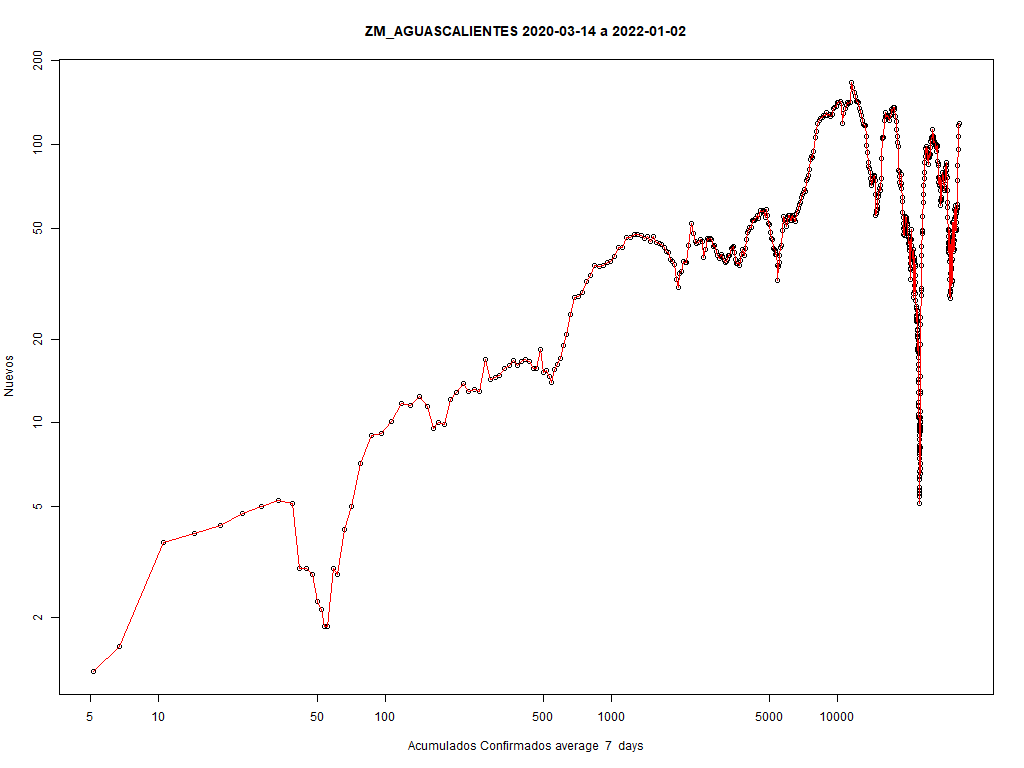 ZM_AGUASCALIENTES 2020-03-14 a 2022-01-02
200
100
50
20
10
5
2
Nuevos
5 10 50 100 500 1000 5000 10000
Acumulados Confirmados average 7 days